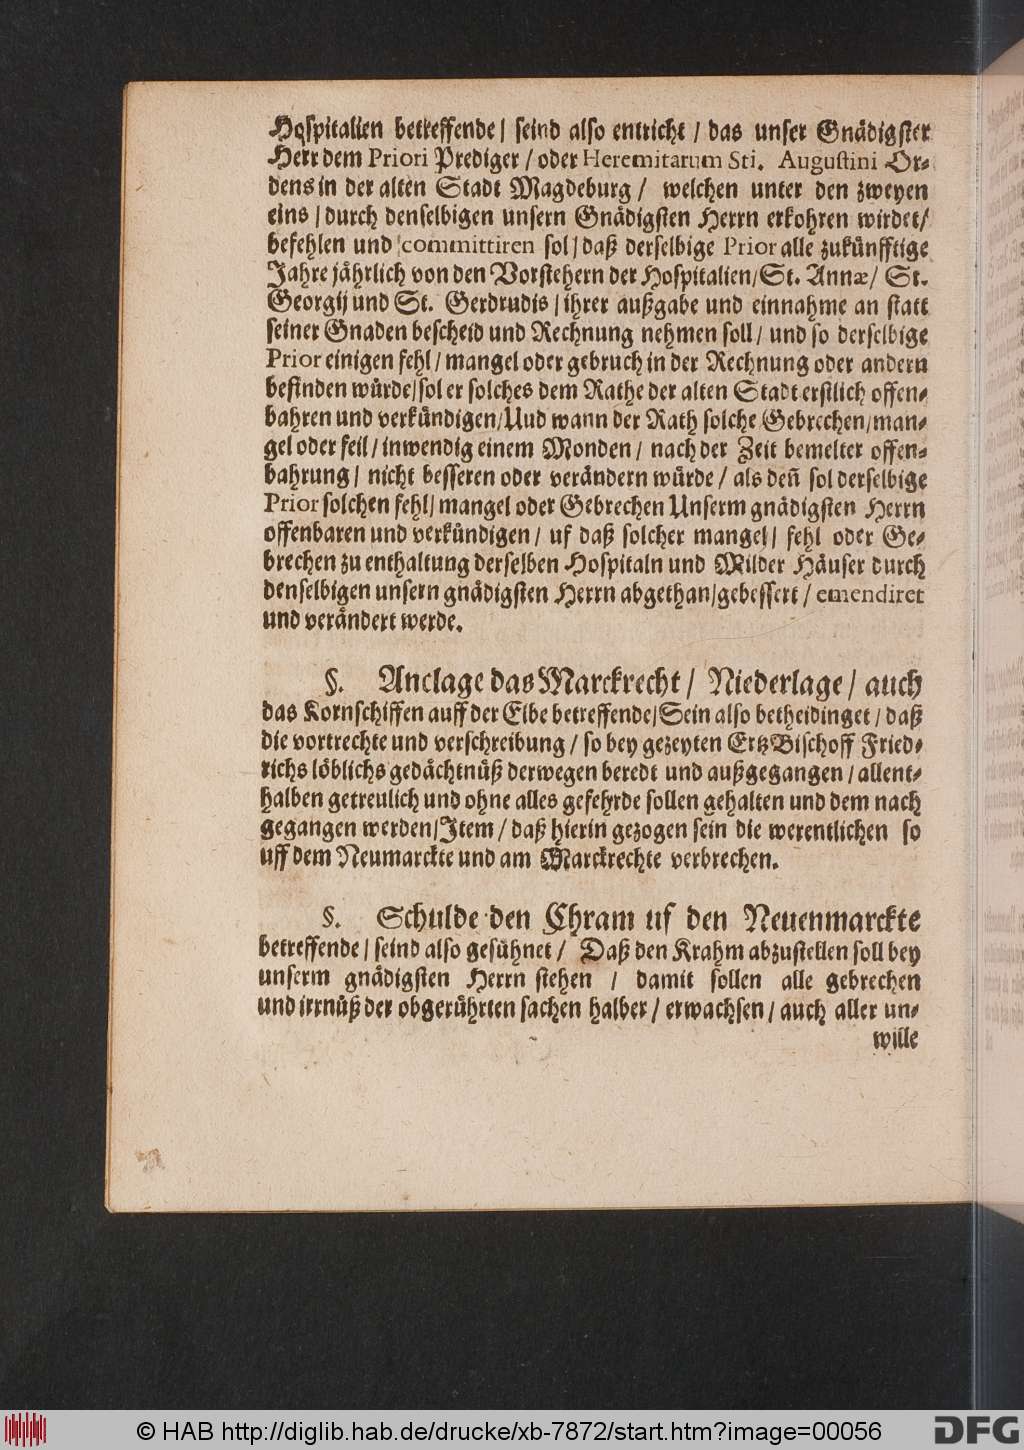 Hospitalien betreffende / seind also entricht / das unser Gnädigster
Herr dem Priori Prediger / oder Heremitarum Sti. Augustini Or-
dens in der alten Stadt Magdeburg / welchen unter den zweyen
eins / durch denselbigen unsern Gnädigsten Herrn erkohren wirdet /
befehlen und committiren sol / daß derselbige Prior alle zukünfftige
Jahre jährlich von den Vorstehern der Hospitalien / St. Annæ / St.
Georgij und St. Gerdrudis / ihrer außgabe und einnahme an statt
seiner Gnaden bescheid und Rechnung nehmen soll / und so derselbige
Prior einigen fehl / mangel oder gebruch in der Rechnung oder andern
befinden würde / sol er solches dem Rathe der alten Stadt erstlich offen-
bahren und verkündigen / Uud wann der Rath solche Gebrechen / man-
gel oder feil / inwendig einem Monden / nach der Zeit bemelter offen-
bahrung / nicht besseren oder verändern würde / als den̄ sol derselbige
Prior solchen fehl / mangel oder Gebrechen Unserm gnädigsten Herrn
offenbaren und verkündigen / uf daß solcher mangel / fehl oder Ge-
brechen zu enthaltung derselben Hospitaln und Milder Häuser durch
denselbigen unsern gnädigsten Herrn abgethan / gebessert / emendiret
und verändert werde.
§. Anclage das Marckrecht / Niederlage / auch
das Kornschiffen auff der Elbe betreffende / Sein also betheidinget / daß
die vortrechte und verschreibung / so bey gezeyten Ertz Bischoff Fried-
richs löblichs gedächtnüß derwegen beredt und außgegangen / allent-
halben getreulich und ohne alles gefehrde sollen gehalten und dem nach
gegangen werden / Item / daß hierin gezogen sein die werentlichen so
uff dem Neumarckte und am Marckrechte verbrechen.
§. Schulde den Chram uf den Neuenmarckte
betreffende / seind also gesühnet / Daß den Krahm abzustellen soll bey
unserm gnädigsten Herrn stehen / damit sollen alle gebrechen
und irrnüß der obgerührten sachen halber / erwachsen / auch aller un-
wille
© HAB http://diglib.hab.de/drucke/xb-7872/start.htm?image=00056
DFG